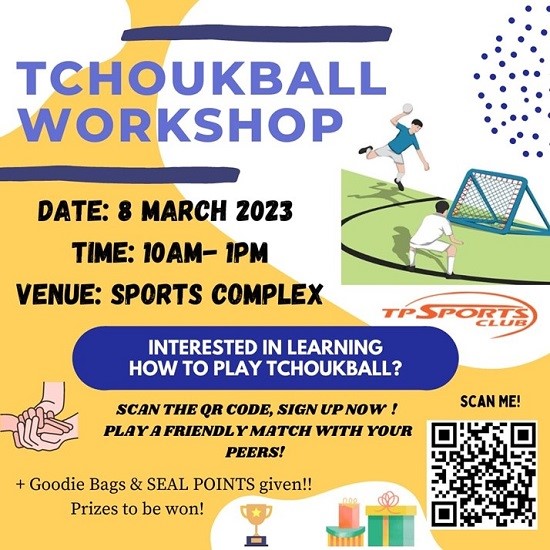 TCHOUKBALL
WORKSHOP
DATE: 8 MARCH 2023
TIME: 10AM- 1PM
VENUE: SPORTS COMPLEX
TP SPORTS
CLUB
INTERESTED IN LEARNING
HOW TO PLAY TCHOUKBALL?
SCAN THE QR CODE, SIGN UP NOW !
PLAY A FRIENDLY MATCH WITH YOUR
PEERS!
SCAN ME!
+ Goodie Bags & SEAL POINTS given!!
Prizes to be won!